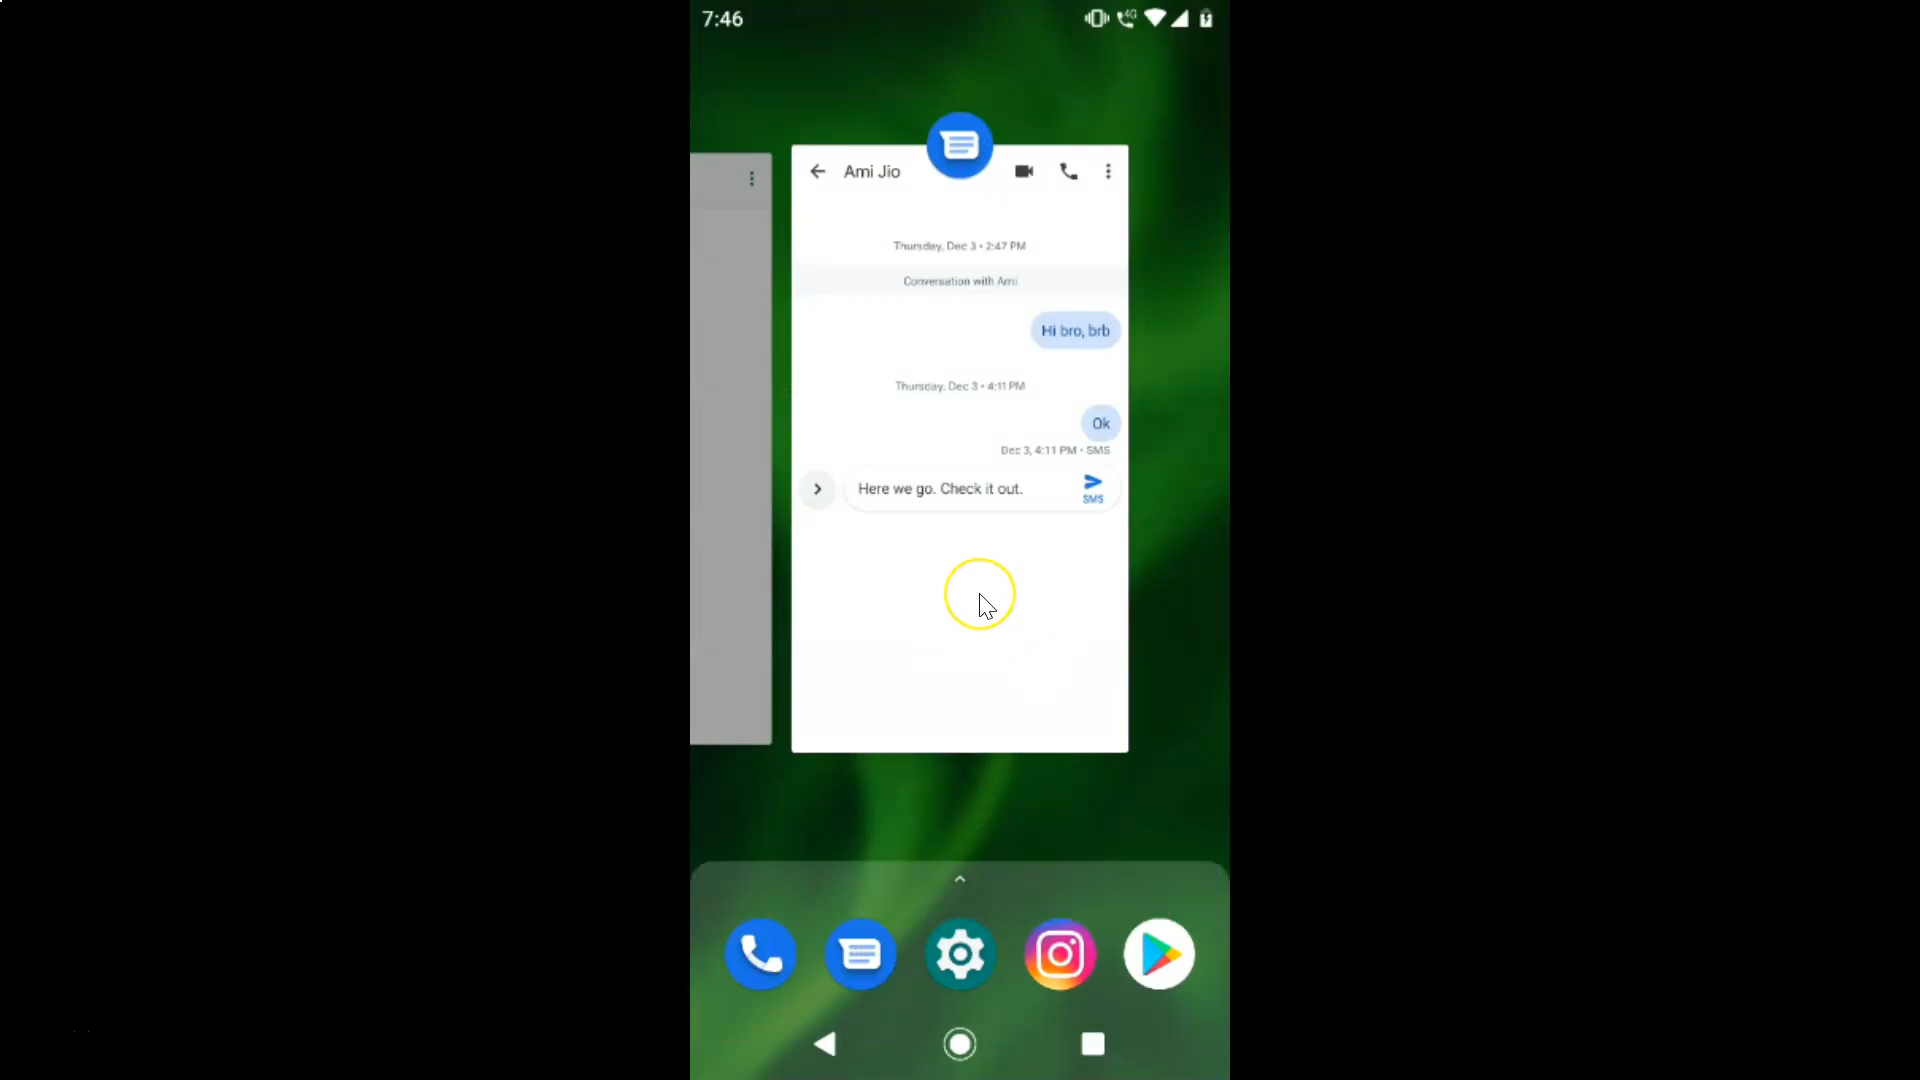 7:46
4G
Ami Jio
Thursday, Dec 3 • 2:47 PM
Conversation with Ami
Hi bro, brb
Thursday, Dec 3 • 4:11 PM
Ok
Dec 3, 4:11 PM • SMS
Here we go. Check it out.
SMS